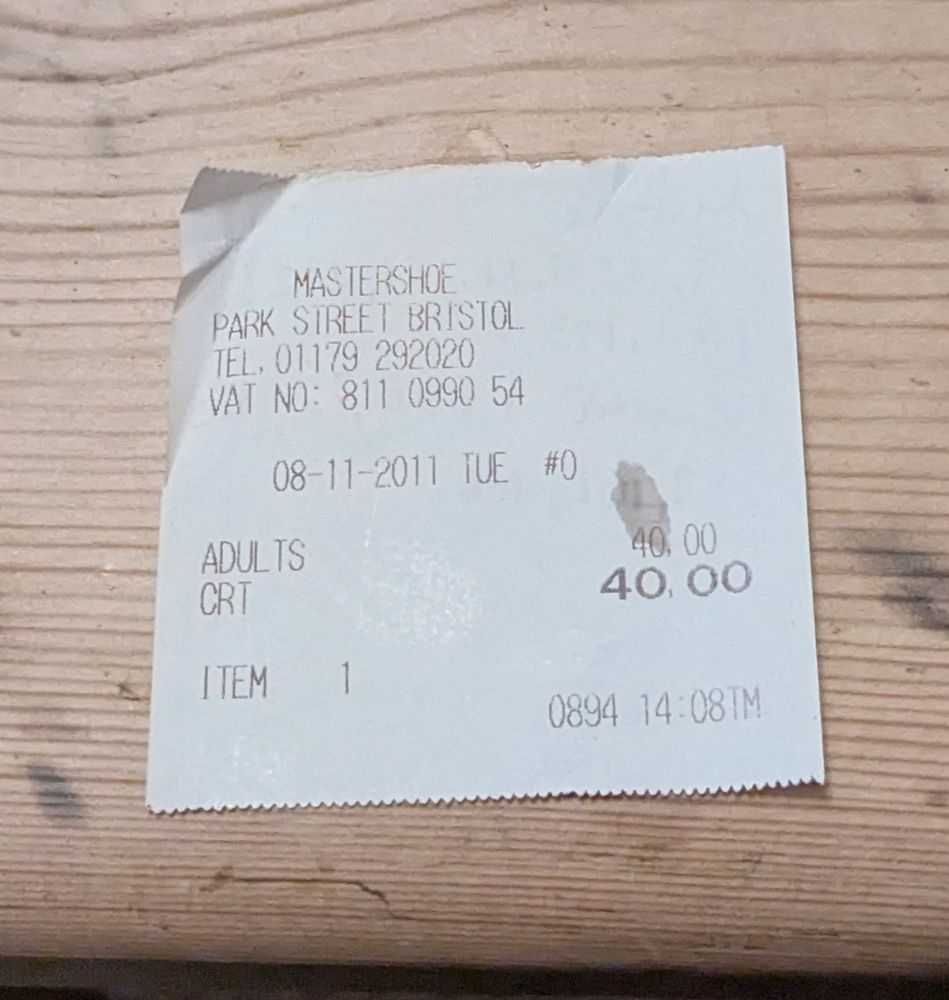 MASTERSHOE
PARK STREET BRISTOL
TEL. 01179 292020
VAT NO: 811 0990 54
08-11-2011 TUE #0
ADULTS 40.00
CRT 40.00
ITEM 1
0894 14:08TM